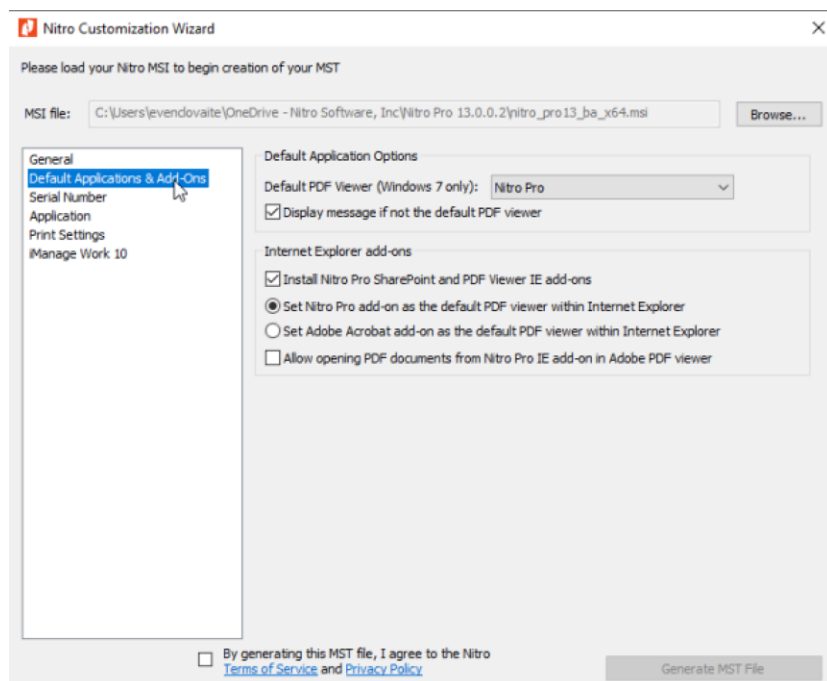 Nitro Customization Wizard
Please load your Nitro MSI to begin creation of your MST
MSI file: C:\Users\evendovaite\OneDrive - Nitro Software, Inc\Nitro Pro 13.0.0.2\nitro_pro13_ba_x64.msi Browse...
General
Default Applications & Add-Ons
Serial Number
Application
Print Settings
iManage Work 10
Default Application Options
Default PDF Viewer (Windows 7 only): Nitro Pro
Display message if not the default PDF viewer
Internet Explorer add-ons
Install Nitro Pro SharePoint and PDF Viewer IE add-ons
Set Nitro Pro add-on as the default PDF viewer within Internet Explorer
Set Adobe Acrobat add-on as the default PDF viewer within Internet Explorer
Allow opening PDF documents from Nitro Pro IE add-on in Adobe PDF viewer
By generating this MST file, I agree to the Nitro
Terms of Service and Privacy Policy
Generate MST File